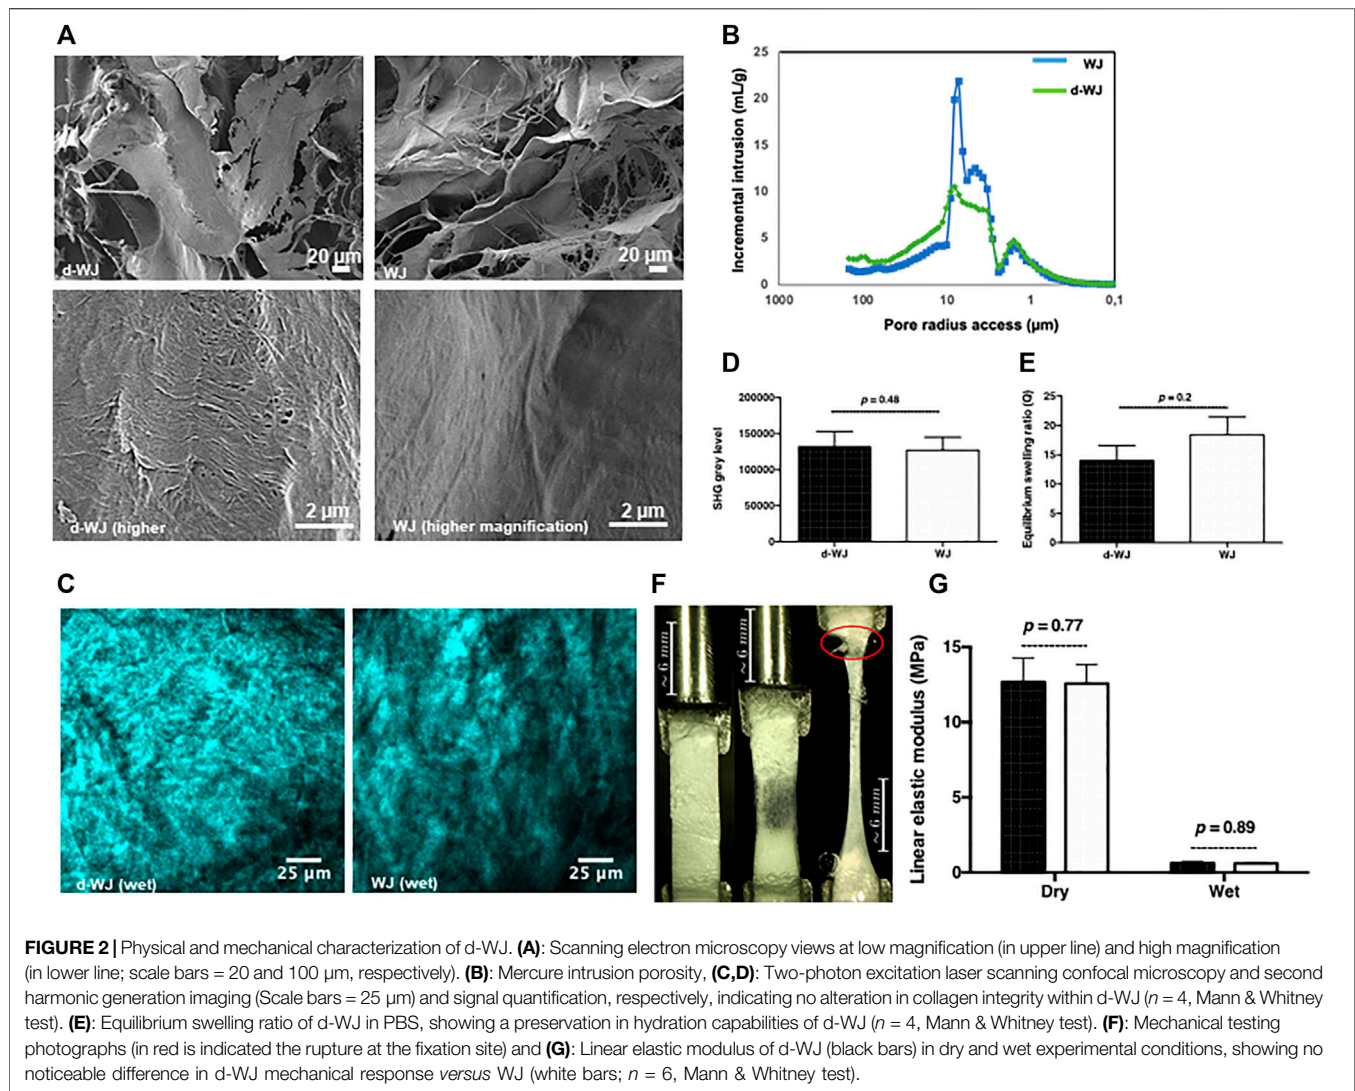 A
d-WJ
20 µm
WJ
20 µm
d-WJ (higher
2 µm
WJ (higher magnification)
2 µm
B
25
20
15
10
5
0
Incremental intrusion (mL/g)
WJ
d-WJ
1000
100
10
1
0,1
Pore radius access (µm)
D
200000
150000
100000
50000
0
SHG grey level
p = 0.48
d-WJ
WJ
E
25
20
15
10
5
0
Equilibrium swelling ratio (Q)
p = 0.2
d-WJ
WJ
C
d-WJ (wet)
25 µm
WJ (wet)
25 µm
F
~ 6 mm
~ 6 mm
~ 6 mm
G
15
10
5
0
Linear elastic modulus (MPa)
p = 0.77
p = 0.89
Dry
Wet
FIGURE 2 | Physical and mechanical characterization of d-WJ. (A): Scanning electron microscopy views at low magnification (in upper line) and high magnification
(in lower line; scale bars = 20 and 100 µm, respectively). (B): Mercure intrusion porosity, (C,D): Two-photon excitation laser scanning confocal microscopy and second
harmonic generation imaging (Scale bars = 25 µm) and signal quantification, respectively, indicating no alteration in collagen integrity within d-WJ (n = 4, Mann & Whitney
test). (E): Equilibrium swelling ratio of d-WJ in PBS, showing a preservation in hydration capabilities of d-WJ (n = 4, Mann & Whitney test). (F): Mechanical testing
photographs (in red is indicated the rupture at the fixation site) and (G): Linear elastic modulus of d-WJ (black bars) in dry and wet experimental conditions, showing no
noticeable difference in d-WJ mechanical response versus WJ (white bars; n = 6, Mann & Whitney test).